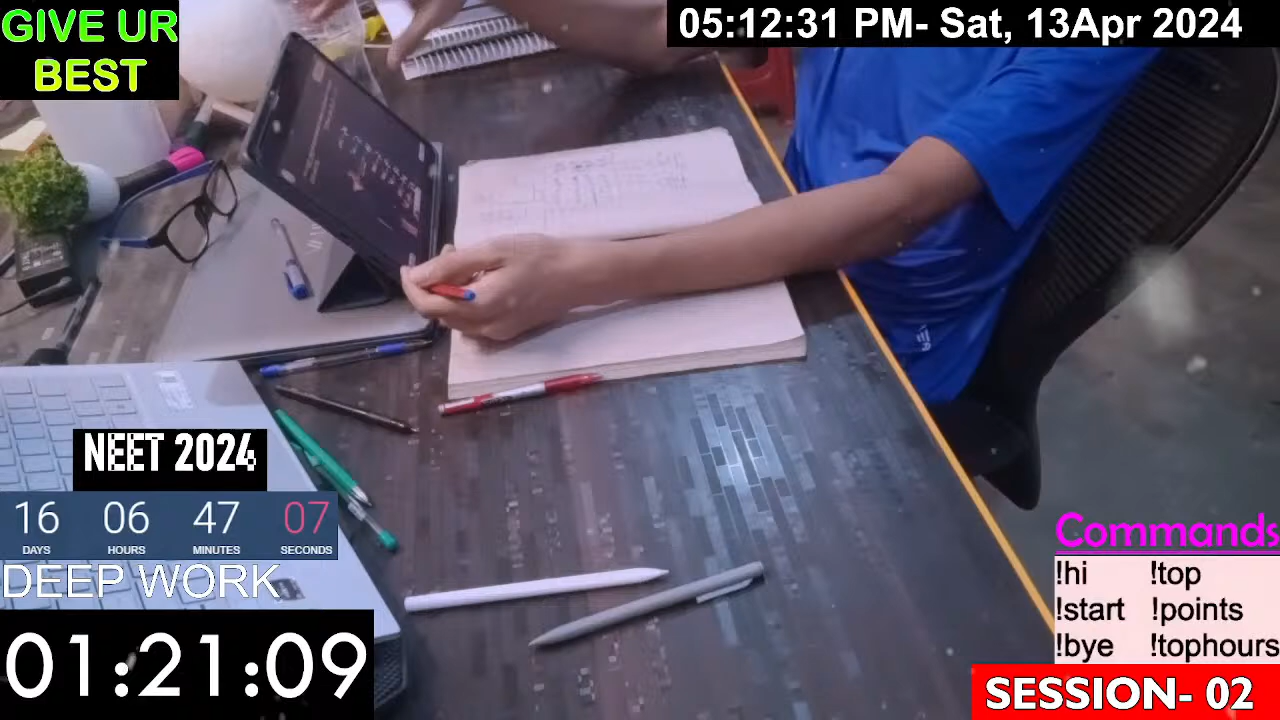 GIVE UR
BEST
05:12:31 PM- Sat, 13Apr 2024
NEET 2024
16 06 47 07
DAYS HOURS MINUTES SECONDS
DEEP WORK
01:21:09
Commands
!hi !top
!start !points
!bye !tophours
SESSION- 02